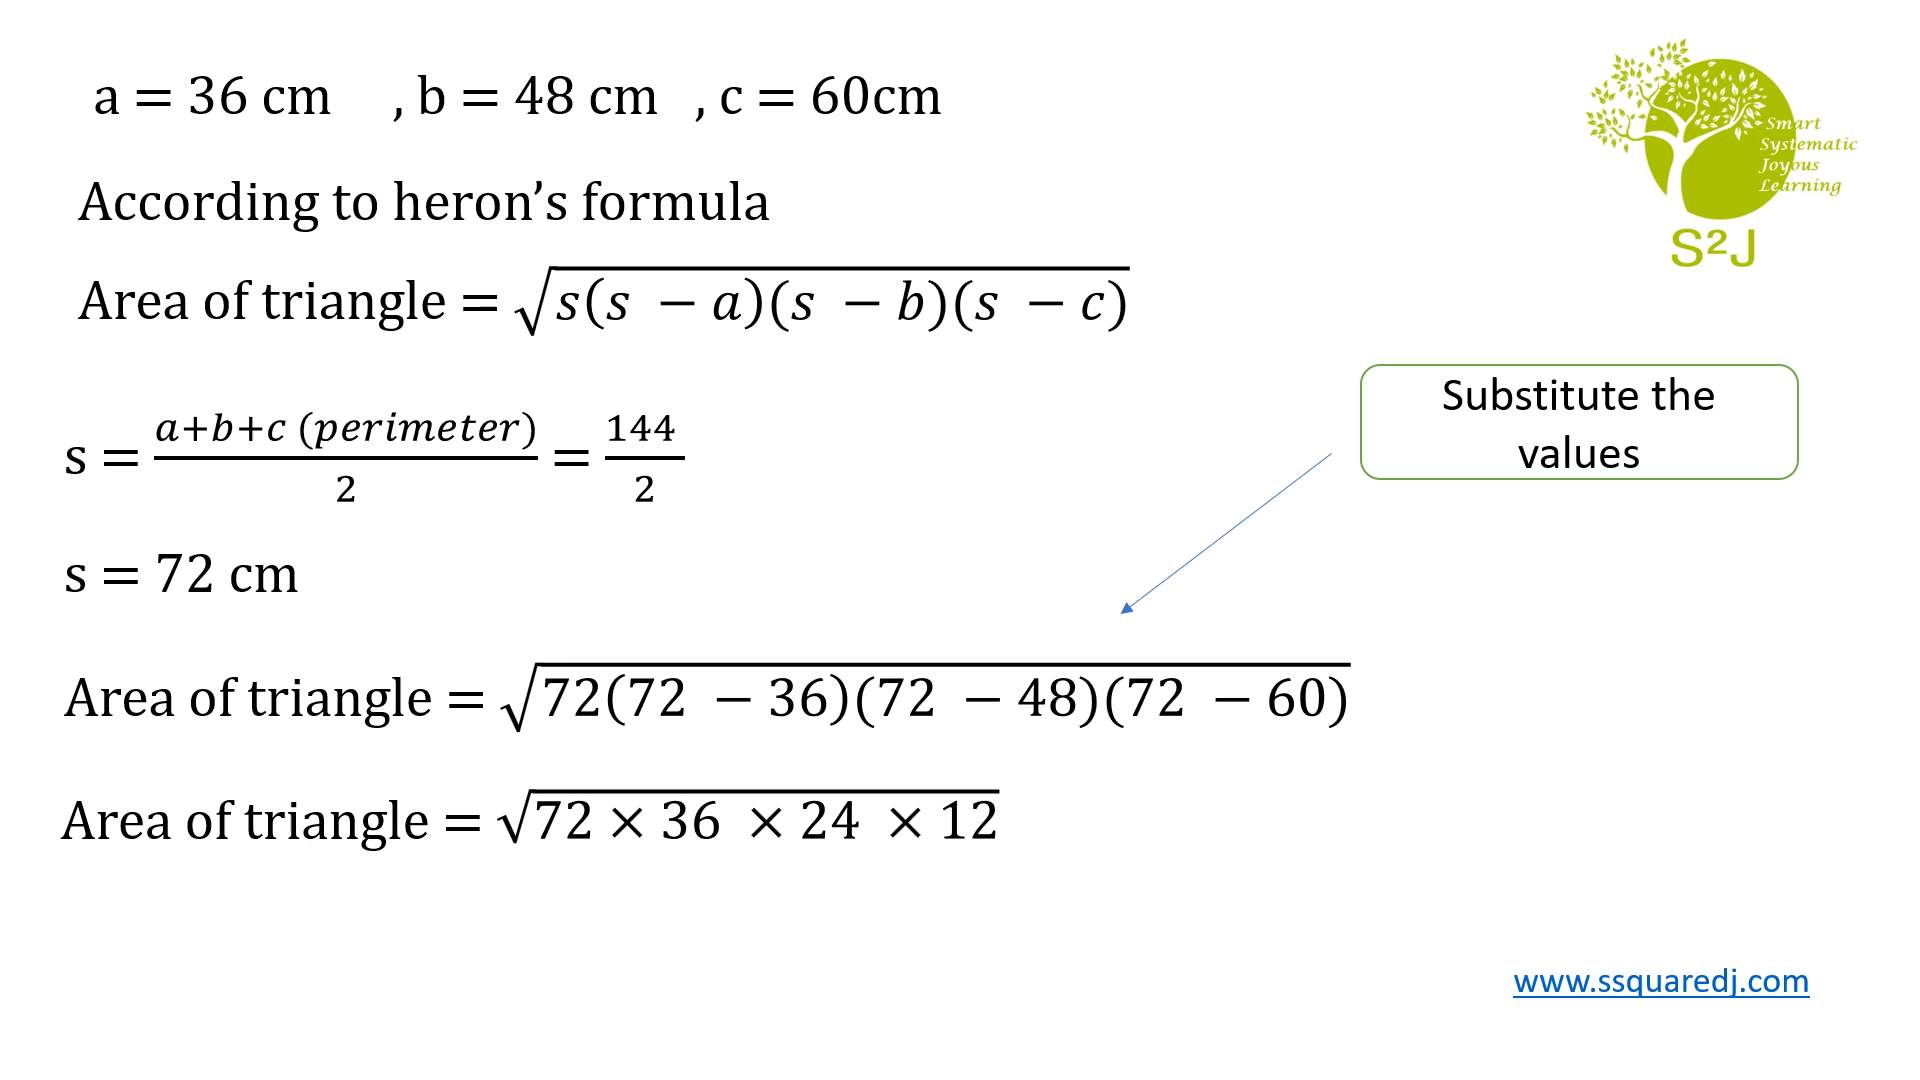 a = 36 cm , b = 48 cm , c = 60cm
Smart
Systematic
Joyous
Learning
S²J
According to heron’s formula
Area of triangle = √(s(s − a)(s − b)(s − c))
Substitute the
values
s = (a+b+c (perimeter))/2 = 144/2
s = 72 cm
Area of triangle = √(72(72 − 36)(72 − 48)(72 − 60))
Area of triangle = √(72 × 36 × 24 × 12)
www.ssquaredj.com